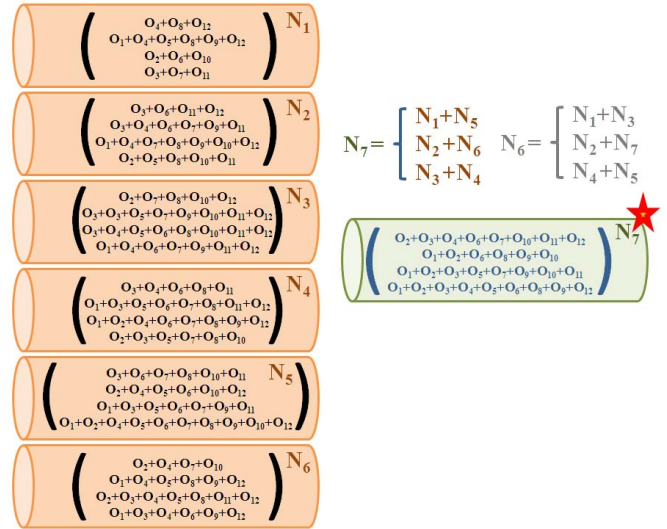 N₁
O₄+O₈+O₁₂
O₁+O₄+O₅+O₈+O₉+O₁₂
O₂+O₆+O₁₀
O₃+O₇+O₁₁
N₂
O₃+O₆+O₁₁+O₁₂
O₃+O₄+O₆+O₇+O₉+O₁₁
O₁+O₄+O₇+O₈+O₉+O₁₀+O₁₂
O₂+O₅+O₈+O₁₀+O₁₁
N₃
O₂+O₇+O₈+O₁₀+O₁₂
O₃+O₃+O₅+O₇+O₉+O₁₀+O₁₁+O₁₂
O₃+O₄+O₅+O₆+O₈+O₁₀+O₁₁+O₁₂
O₁+O₄+O₆+O₇+O₉+O₁₁+O₁₂
N₄
O₃+O₄+O₆+O₈+O₁₁
O₁+O₃+O₅+O₆+O₇+O₈+O₁₁+O₁₂
O₁+O₂+O₄+O₆+O₇+O₈+O₉+O₁₂
O₂+O₃+O₅+O₇+O₈+O₁₀
N₅
O₃+O₆+O₇+O₈+O₁₀+O₁₁
O₂+O₄+O₅+O₆+O₁₀+O₁₂
O₁+O₃+O₅+O₆+O₇+O₉+O₁₁
O₁+O₂+O₄+O₅+O₆+O₇+O₈+O₉+O₁₀+O₁₂
N₆
O₂+O₄+O₇+O₁₀
O₁+O₄+O₅+O₈+O₉+O₁₂
O₂+O₃+O₄+O₅+O₈+O₁₁+O₁₂
O₁+O₃+O₄+O₆+O₉+O₁₂
N₇=
N₁+N₅
N₂+N₆
N₃+N₄
N₆=
N₁+N₃
N₂+N₇
N₄+N₅
N₇
O₂+O₃+O₄+O₆+O₇+O₁₀+O₁₁+O₁₂
O₁+O₂+O₆+O₈+O₉+O₁₀
O₁+O₂+O₃+O₅+O₇+O₉+O₁₀+O₁₁
O₁+O₂+O₃+O₄+O₅+O₆+O₈+O₉+O₁₂